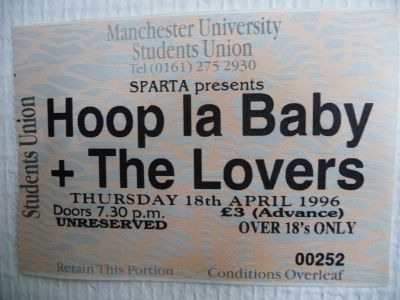 Manchester University
Students Union
Tel (0161) 275 2930
SPARTA presents
Students Union
Hoop la Baby
+ The Lovers
THURSDAY 18th APRIL 1996
Doors 7.30 p.m. £3 (Advance)
UNRESERVED OVER 18's ONLY
00252
Retain This Portion Conditions Overleaf